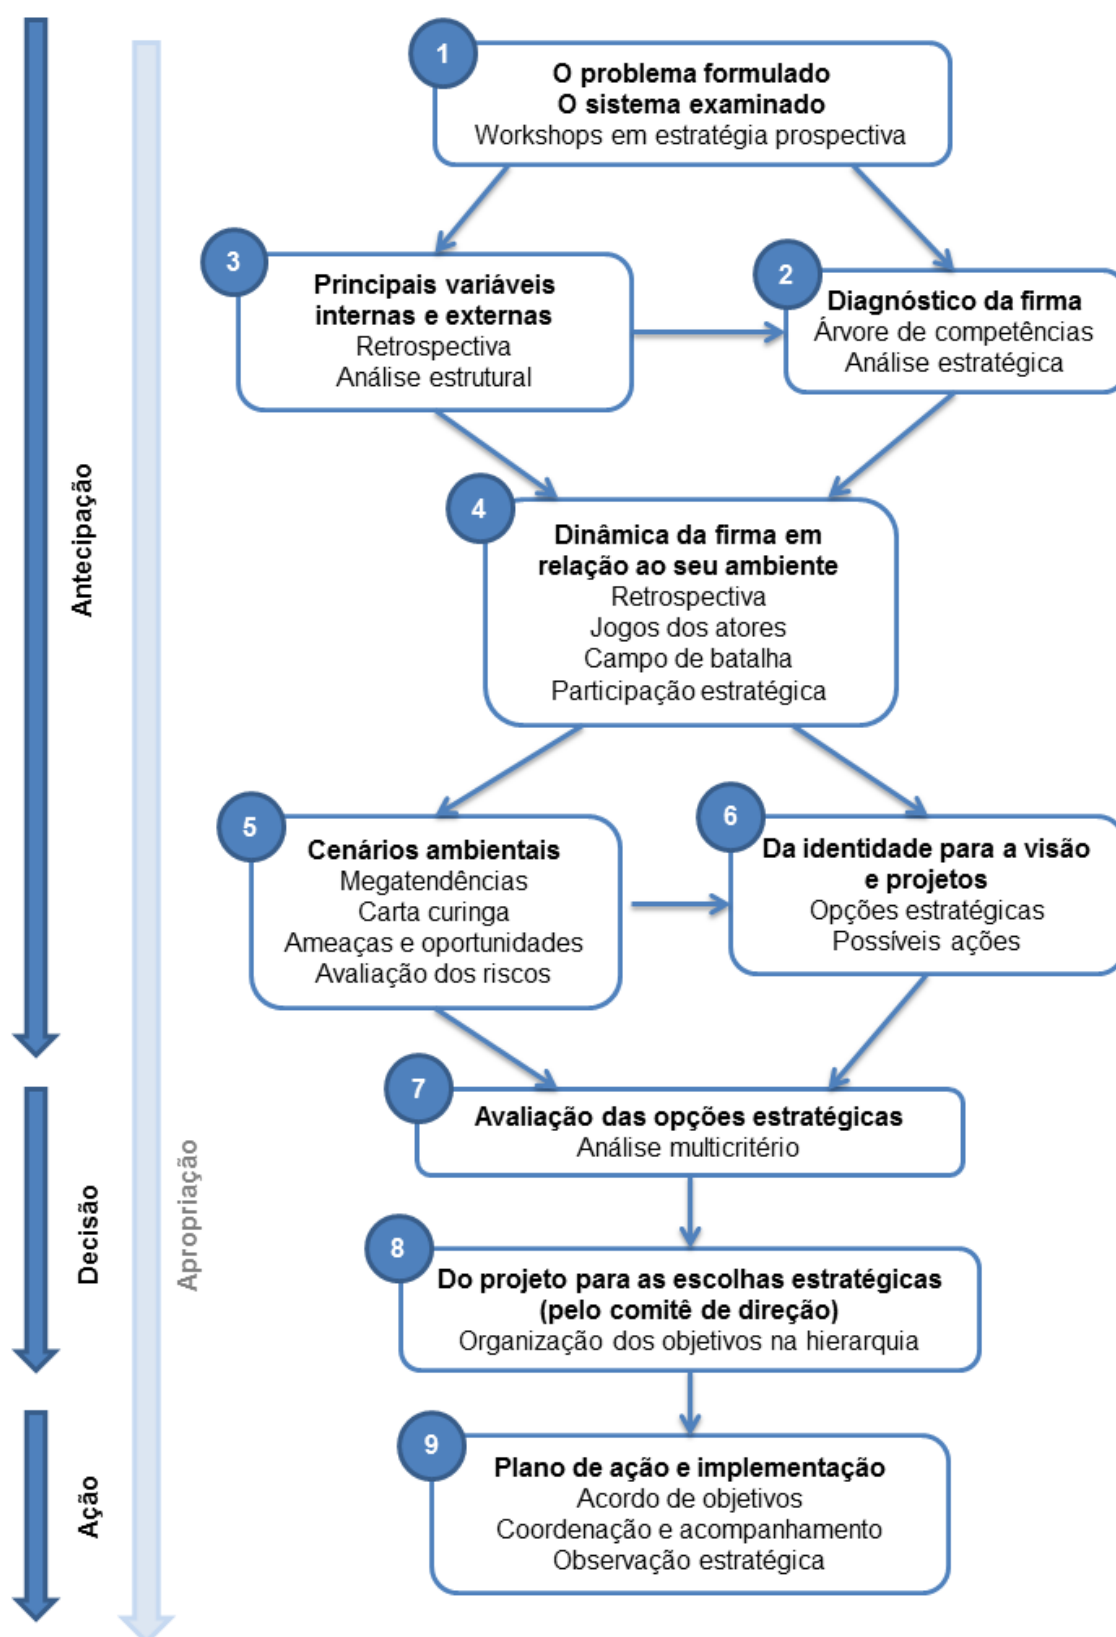 1
O problema formulado
O sistema examinado
Workshops em estratégia prospectiva
3
Principais variáveis
internas e externas
Retrospectiva
Análise estrutural
2
Diagnóstico da firma
Árvore de competências
Análise estratégica
4
Dinâmica da firma em
relação ao seu ambiente
Retrospectiva
Jogos dos atores
Campo de batalha
Participação estratégica
5
Cenários ambientais
Megatendências
Carta curinga
Ameaças e oportunidades
Avaliação dos riscos
6
Da identidade para a visão
e projetos
Opções estratégicas
Possíveis ações
7
Avaliação das opções estratégicas
Análise multicritério
8
Do projeto para as escolhas estratégicas
(pelo comitê de direção)
Organização dos objetivos na hierarquia
9
Plano de ação e implementação
Acordo de objetivos
Coordenação e acompanhamento
Observação estratégica
Antecipação
Decisão
Ação
Apropriação